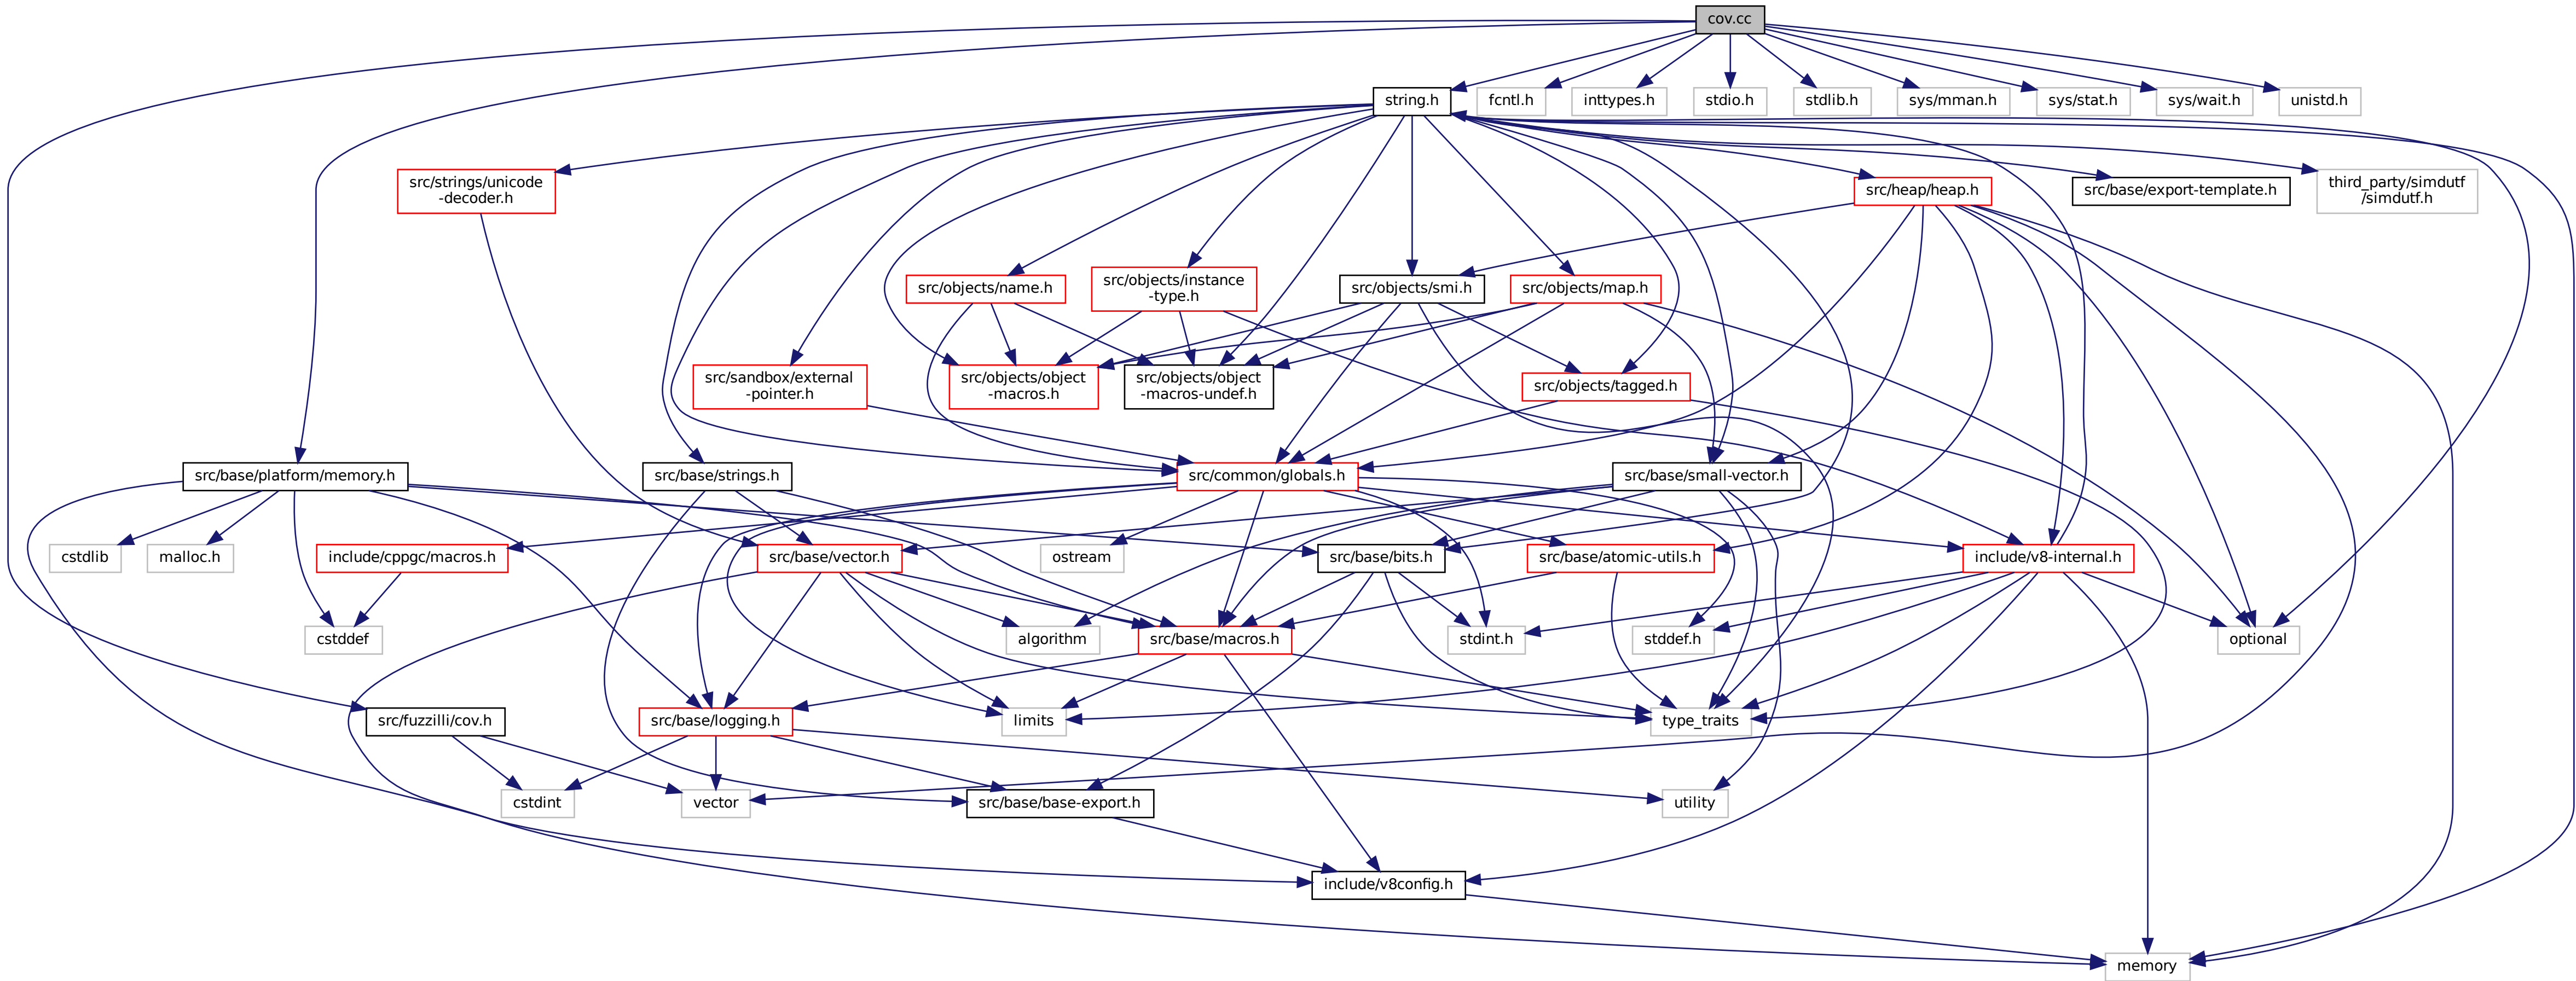 cov.cc
string.h
fcntl.h
inttypes.h
stdio.h
stdlib.h
sys/mman.h
sys/stat.h
sys/wait.h
unistd.h
src/strings/unicode
-decoder.h
src/heap/heap.h
src/base/export-template.h
third_party/simdutf
/simdutf.h
src/objects/name.h
src/objects/instance
-type.h
src/objects/smi.h
src/objects/map.h
src/sandbox/external
-pointer.h
src/objects/object
-macros.h
src/objects/object
-macros-undef.h
src/objects/tagged.h
src/base/platform/memory.h
src/base/strings.h
src/common/globals.h
src/base/small-vector.h
cstdlib
malloc.h
include/cppgc/macros.h
src/base/vector.h
ostream
src/base/bits.h
src/base/atomic-utils.h
include/v8-internal.h
cstddef
algorithm
src/base/macros.h
stdint.h
stddef.h
optional
src/fuzzilli/cov.h
src/base/logging.h
limits
type_traits
cstdint
vector
src/base/base-export.h
utility
include/v8config.h
memory